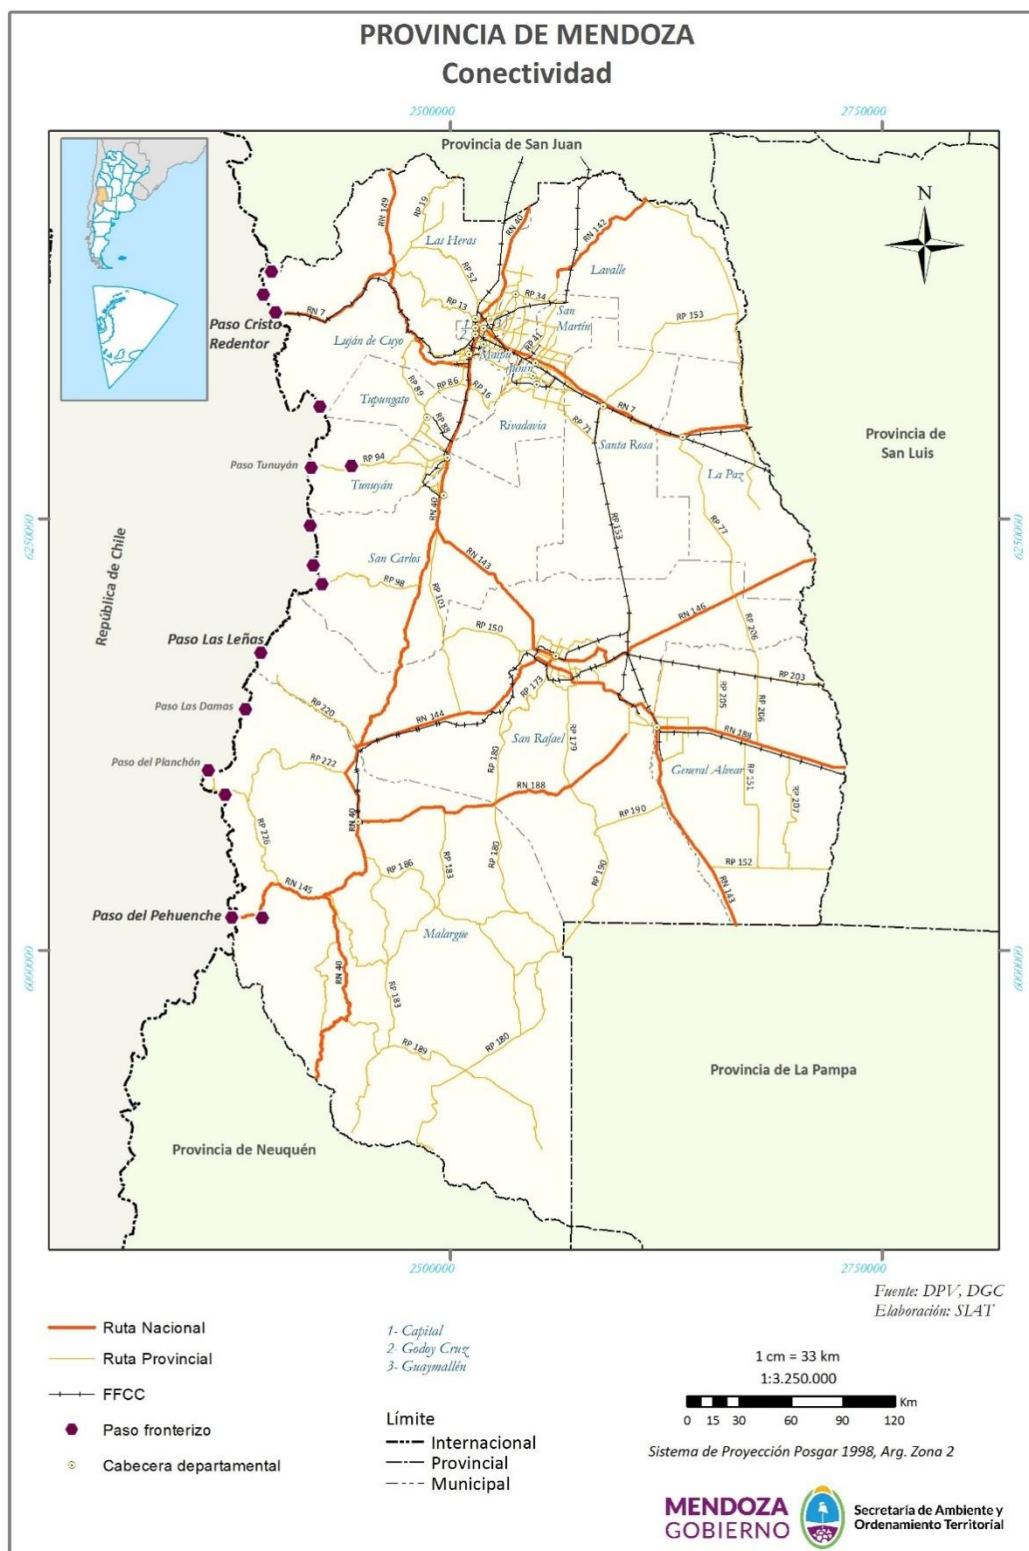 PROVINCIA DE MENDOZA
Conectividad
2500000
2750000
Provincia de San Juan
N
RN 149
RP 19
RN 40
RN 142
Las Heras
Lavalle
RP 52
RP 34
RP 13
San
Martín
RP 153
RN 7
Paso Cristo
Redentor
Luján de Cuyo
1
2
3
Maipú
RP 41
Junín
RP 86
RP 89
RP 16
Tupungato
RP 88
Rivadavia
RP 71
RN 7
Santa Rosa
Provincia de
San Luis
Paso Tunuyán
RP 94
Tunuyán
La Paz
RN 40
6250000
6250000
República de Chile
San Carlos
RN 143
RP 153
RP 77
RP 98
RP 101
RN 146
Paso Las Leñas
RP 150
RP 206
RP 203
Paso Las Damas
RP 220
RP 173
RN 144
RP 205
RP 206
San Rafael
RP 179
RN 188
Paso del Planchón
RP 222
RP 180
General Alvear
RN 188
RP 151
RP 207
RN 40
RP 226
RP 190
RP 180
RP 186
RP 183
RP 190
RP 152
RN 145
RN 143
Paso del Pehuenche
Malargüe
6000000
6000000
RN 40
RP 183
RP 189
RP 180
Provincia de La Pampa
Provincia de Neuquén
2500000
2750000
Fuente: DPV, DGC
Elaboración: SLAT
Ruta Nacional
Ruta Provincial
FFCC
Paso fronterizo
Cabecera departamental
1- Capital
2- Godoy Cruz
3- Guaymallén
Límite
Internacional
Provincial
Municipal
1 cm = 33 km
1:3.250.000
Km
0 15 30 60 90 120
Sistema de Proyección Posgar 1998, Arg. Zona 2
MENDOZA
GOBIERNO
Secretaría de Ambiente y
Ordenamiento Territorial